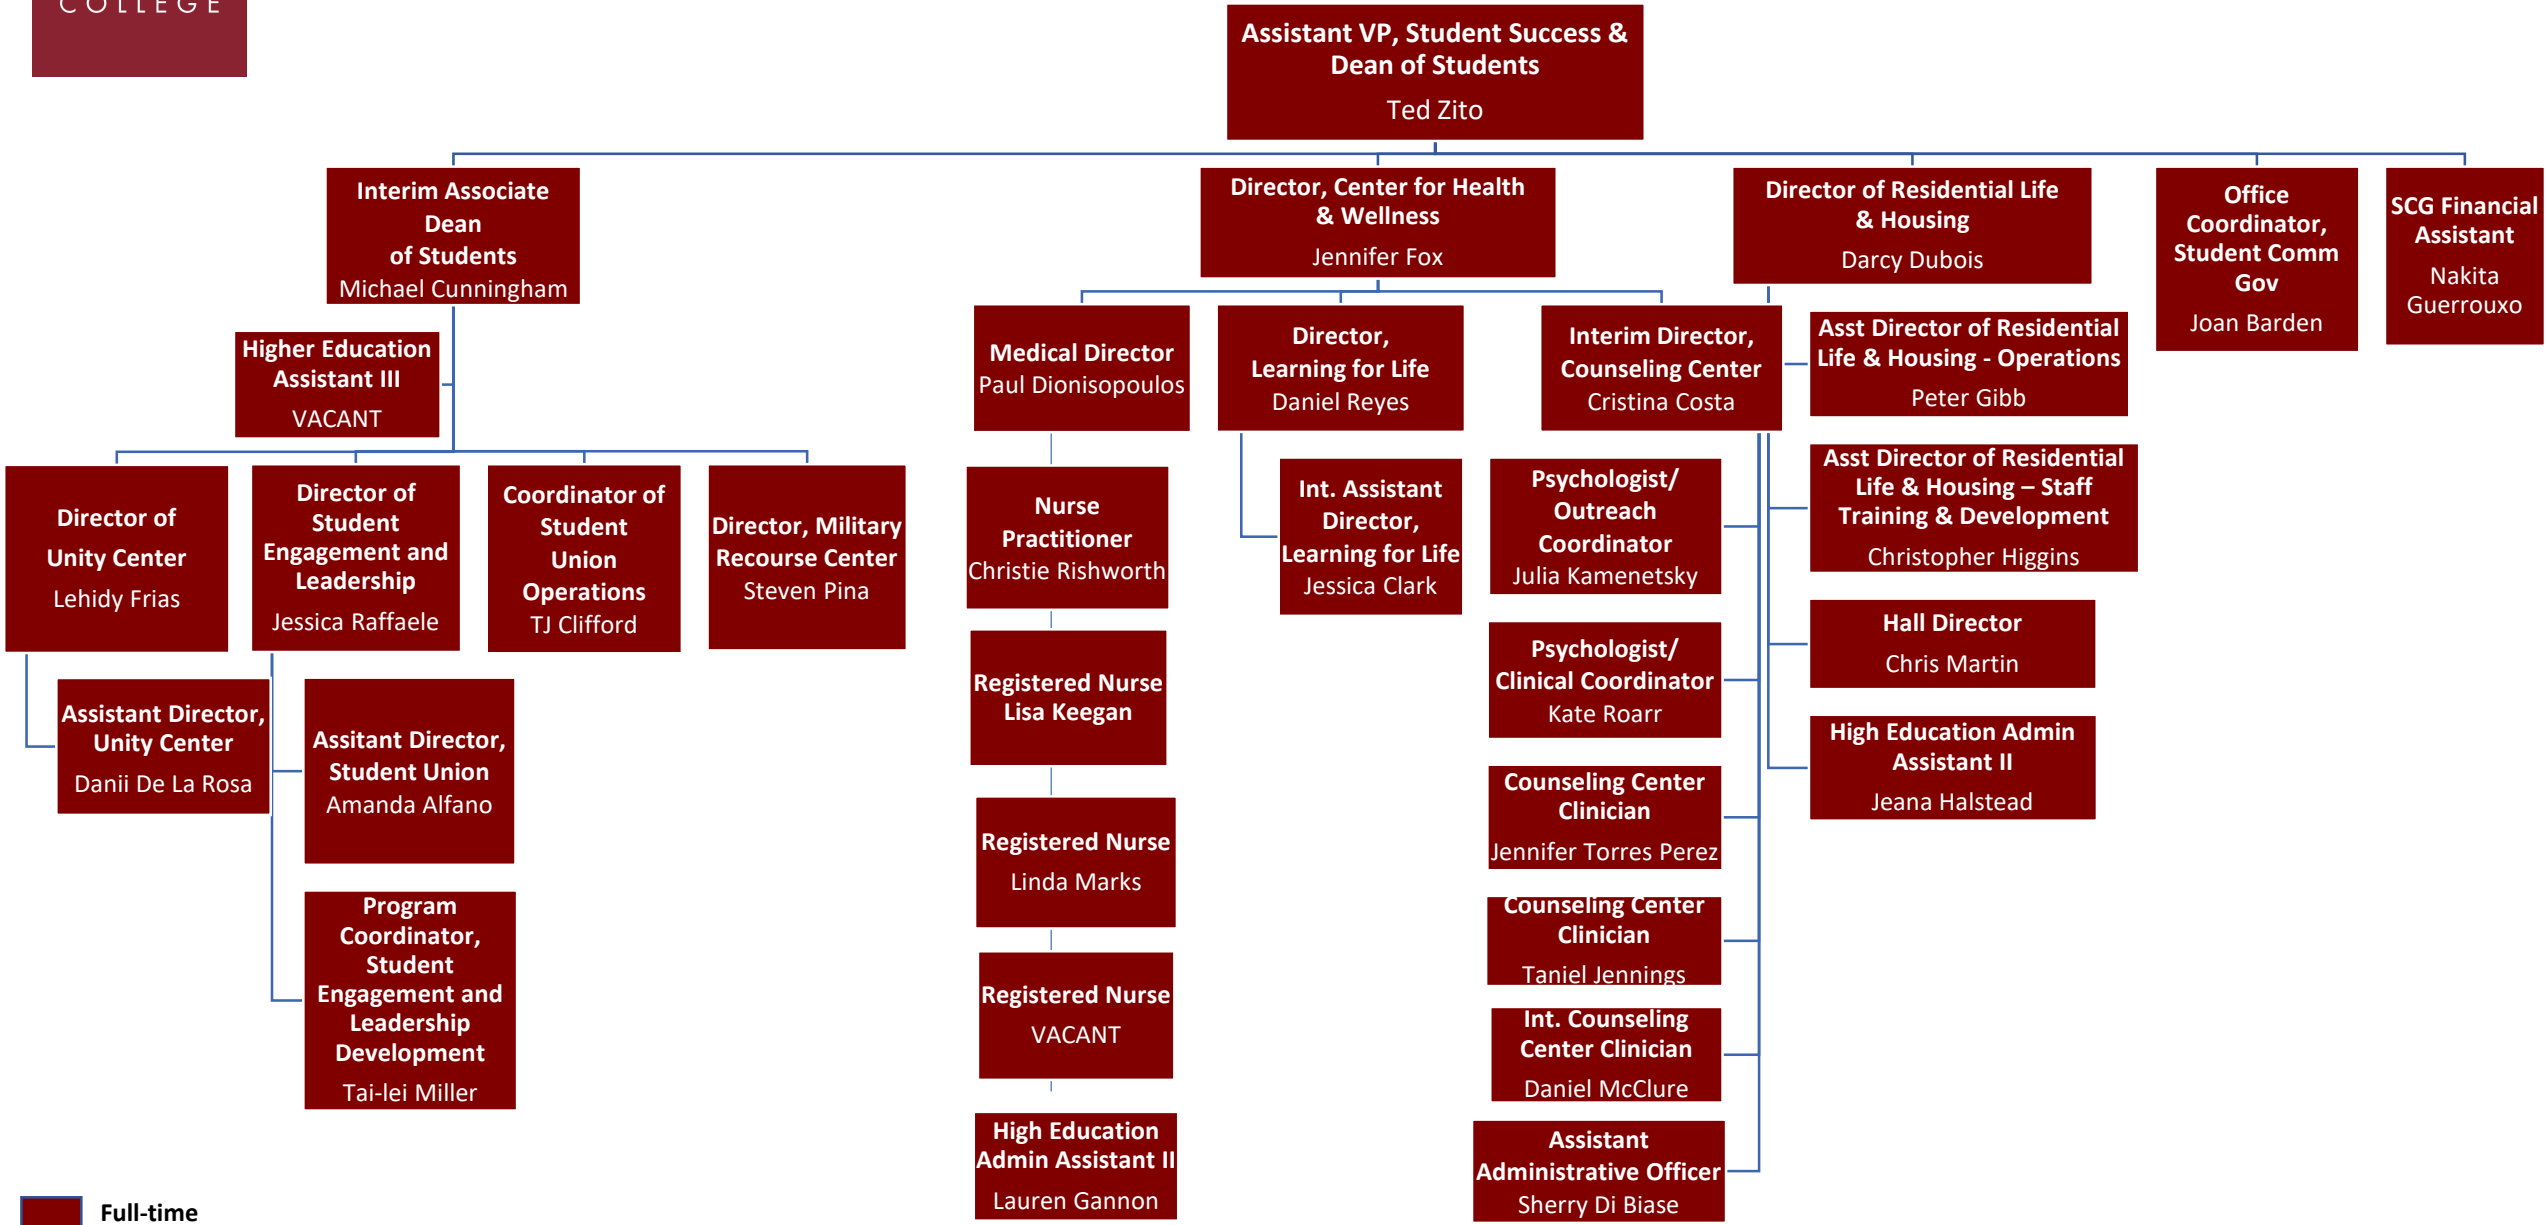 COLLEGE
Assistant VP, Student Success &
Dean of Students
Ted Zito
Interim Associate
Dean
of Students
Michael Cunningham
Director, Center for Health
& Wellness
Jennifer Fox
Director of Residential Life
& Housing
Darcy Dubois
Office
Coordinator,
Student Comm
Gov
Joan Barden
SCG Financial
Assistant
Nakita
Guerrouxo
Higher Education
Assistant III
VACANT
Director of
Unity Center
Lehidy Frias
Director of
Student
Engagement and
Leadership
Jessica Raffaele
Coordinator of
Student
Union
Operations
TJ Clifford
Director, Military
Recourse Center
Steven Pina
Assistant Director,
Unity Center
Danii De La Rosa
Assitant Director,
Student Union
Amanda Alfano
Program
Coordinator,
Student
Engagement and
Leadership
Development
Tai-lei Miller
Medical Director
Paul Dionisopoulos
Nurse
Practitioner
Christie Rishworth
Registered Nurse
Lisa Keegan
Registered Nurse
Linda Marks
Registered Nurse
VACANT
High Education
Admin Assistant II
Lauren Gannon
Director,
Learning for Life
Daniel Reyes
Int. Assistant
Director,
Learning for Life
Jessica Clark
Interim Director,
Counseling Center
Cristina Costa
Psychologist/
Outreach
Coordinator
Julia Kamenetsky
Psychologist/
Clinical Coordinator
Kate Roarr
Counseling Center
Clinician
Jennifer Torres Perez
Counseling Center
Clinician
Taniel Jennings
Int. Counseling
Center Clinician
Daniel McClure
Assistant
Administrative Officer
Sherry Di Biase
Asst Director of Residential
Life & Housing - Operations
Peter Gibb
Asst Director of Residential
Life & Housing – Staff
Training & Development
Christopher Higgins
Hall Director
Chris Martin
High Education Admin
Assistant II
Jeana Halstead
Full-time